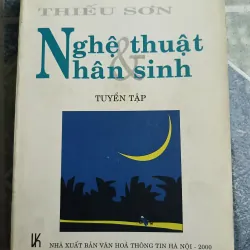 THIẾU SƠN
Nghệ thuật
& Nhân sinh
TUYỂN TẬP
NHÀ XUẤT BẢN VĂN HOÁ THÔNG TIN HÀ NỘI - 2000